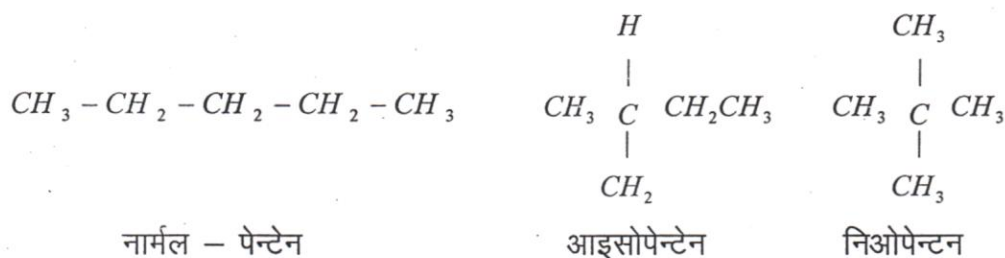 H CH₃
| |
CH₃ – CH₂ – CH₂ – CH₂ – CH₃ CH₃ C CH₂CH₃ CH₃ C CH₃
| |
CH₂ CH₃
नार्मल – पेन्टेन आइसोपेन्टेन निओपेन्टन